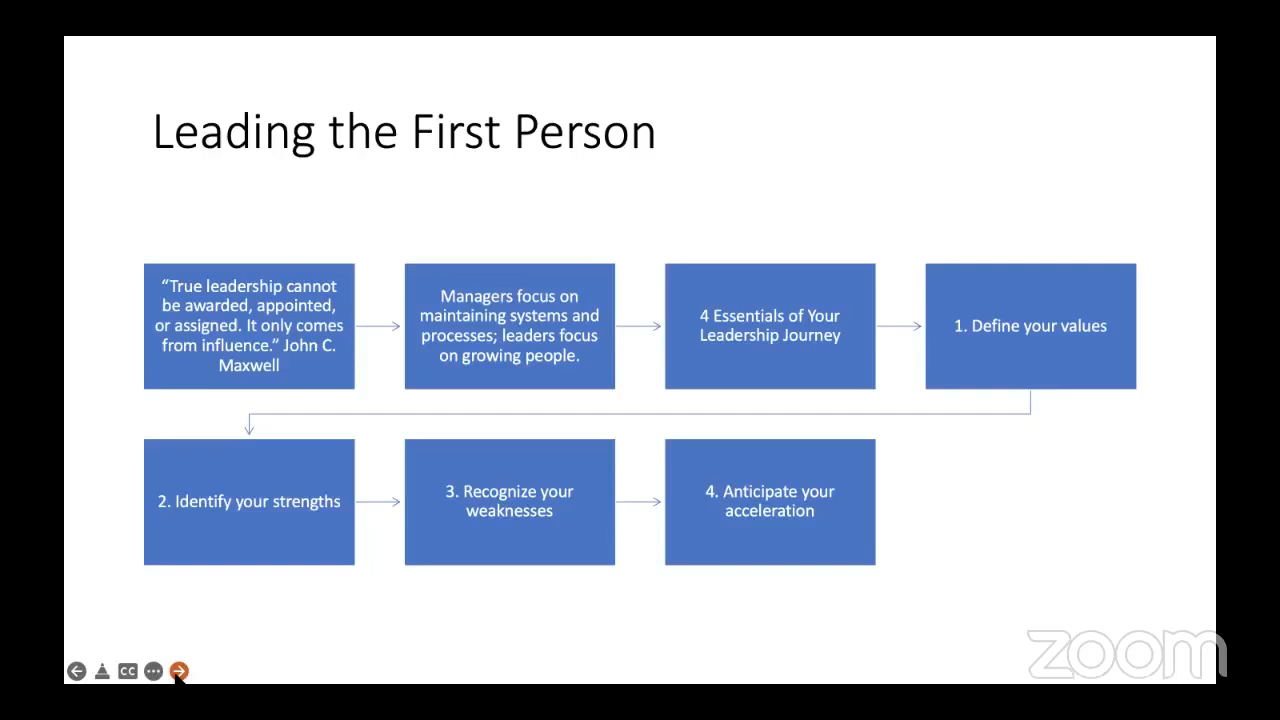 Leading the First Person
“True leadership cannot
be awarded, appointed,
or assigned. It only comes
from influence.” John C.
Maxwell
Managers focus on
maintaining systems and
processes; leaders focus
on growing people.
4 Essentials of Your
Leadership Journey
1. Define your values
2. Identify your strengths
3. Recognize your
weaknesses
4. Anticipate your
acceleration
CC
zoom